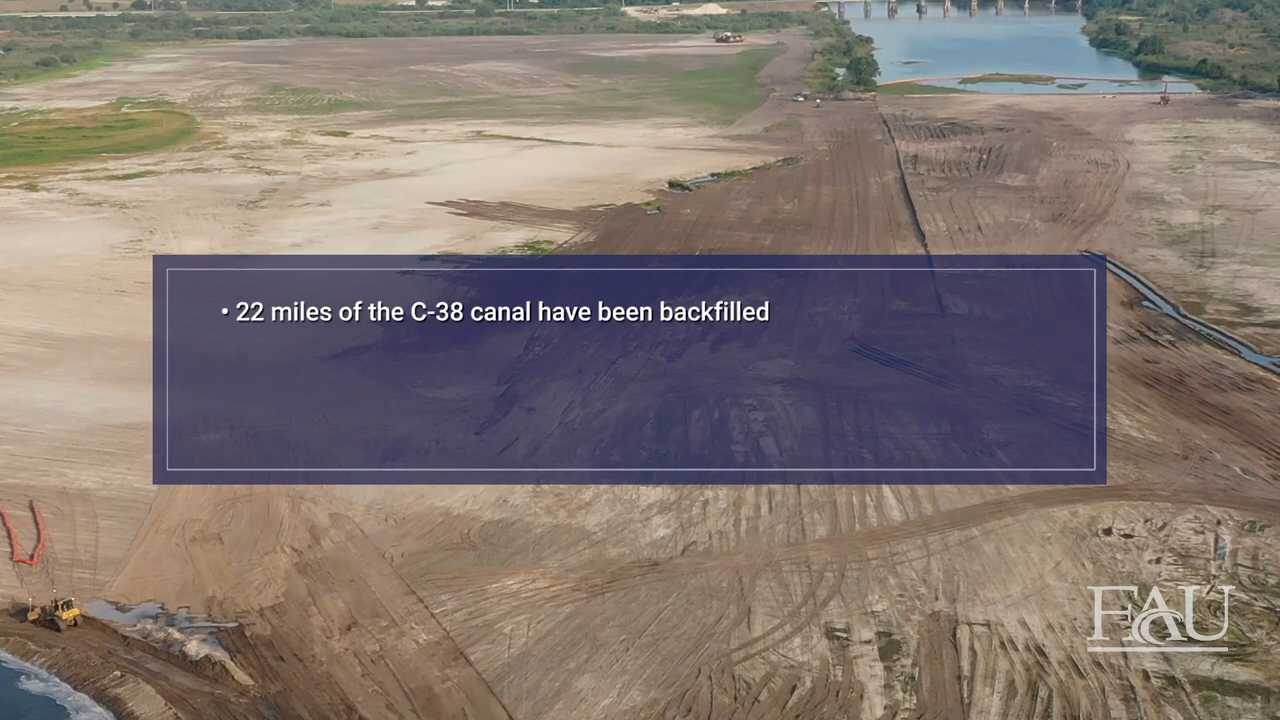 • 22 miles of the C-38 canal have been backfilled
FAU